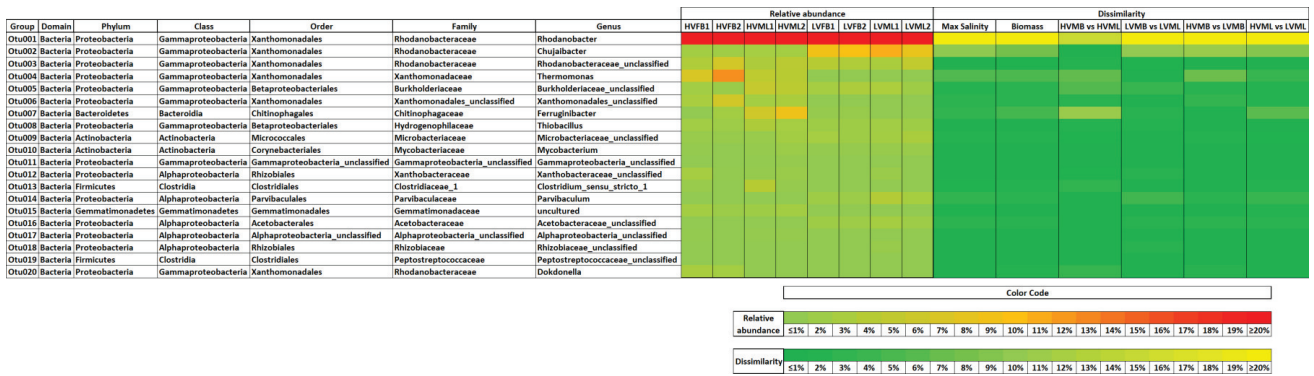 Relative abundance Dissimilarity
Group Domain Phylum Class Order Family Genus HVFB1 HVFB2 HVML1 HVML2 LVFB1 LVFB2 LVML1 LVML2 Max Salinity Biomass HVMB vs HVML LVMB vs LVML HVMB vs LVMB HVML vs LVML
Otu001 Bacteria Proteobacteria Gammaproteobacteria Xanthomonadales Rhodanobacteraceae Rhodanobacter
Otu002 Bacteria Proteobacteria Gammaproteobacteria Xanthomonadales Rhodanobacteraceae Chujaibacter
Otu003 Bacteria Proteobacteria Gammaproteobacteria Xanthomonadales Rhodanobacteraceae Rhodanobacteraceae_unclassified
Otu004 Bacteria Proteobacteria Gammaproteobacteria Xanthomonadales Xanthomonadaceae Thermomonas
Otu005 Bacteria Proteobacteria Gammaproteobacteria Betaproteobacteriales Burkholderiaceae Burkholderiaceae_unclassified
Otu006 Bacteria Proteobacteria Gammaproteobacteria Xanthomonadales Xanthomonadales_unclassified Xanthomonadales_unclassified
Otu007 Bacteria Bacteroidetes Bacteroidia Chitinophagales Chitinophagaceae Ferruginibacter
Otu008 Bacteria Proteobacteria Gammaproteobacteria Betaproteobacteriales Hydrogenophilaceae Thiobacillus
Otu009 Bacteria Actinobacteria Actinobacteria Micrococcales Microbacteriaceae Microbacteriaceae_unclassified
Otu010 Bacteria Actinobacteria Actinobacteria Corynebacteriales Mycobacteriaceae Mycobacterium
Otu011 Bacteria Proteobacteria Gammaproteobacteria Gammaproteobacteria_unclassified Gammaproteobacteria_unclassified Gammaproteobacteria_unclassified
Otu012 Bacteria Proteobacteria Alphaproteobacteria Rhizobiales Xanthobacteraceae Xanthobacteraceae_unclassified
Otu013 Bacteria Firmicutes Clostridia Clostridiales Clostridiaceae_1 Clostridium_sensu_stricto_1
Otu014 Bacteria Proteobacteria Alphaproteobacteria Parvibaculales Parvibaculaceae Parvibaculum
Otu015 Bacteria Gemmatimonadetes Gemmatimonadetes Gemmatimonadales Gemmatimonadaceae uncultured
Otu016 Bacteria Proteobacteria Alphaproteobacteria Acetobacterales Acetobacteraceae Acetobacteraceae_unclassified
Otu017 Bacteria Proteobacteria Alphaproteobacteria Alphaproteobacteria_unclassified Alphaproteobacteria_unclassified Alphaproteobacteria_unclassified
Otu018 Bacteria Proteobacteria Alphaproteobacteria Rhizobiales Rhizobiaceae Rhizobiaceae_unclassified
Otu019 Bacteria Firmicutes Clostridia Clostridiales Peptostreptococcaceae Peptostreptococcaceae_unclassified
Otu020 Bacteria Proteobacteria Gammaproteobacteria Xanthomonadales Rhodanobacteraceae Dokdonella
Color Code
Relative abundance ≤1% 2% 3% 4% 5% 6% 7% 8% 9% 10% 11% 12% 13% 14% 15% 16% 17% 18% 19% ≥20%
Dissimilarity ≤1% 2% 3% 4% 5% 6% 7% 8% 9% 10% 11% 12% 13% 14% 15% 16% 17% 18% 19% ≥20%